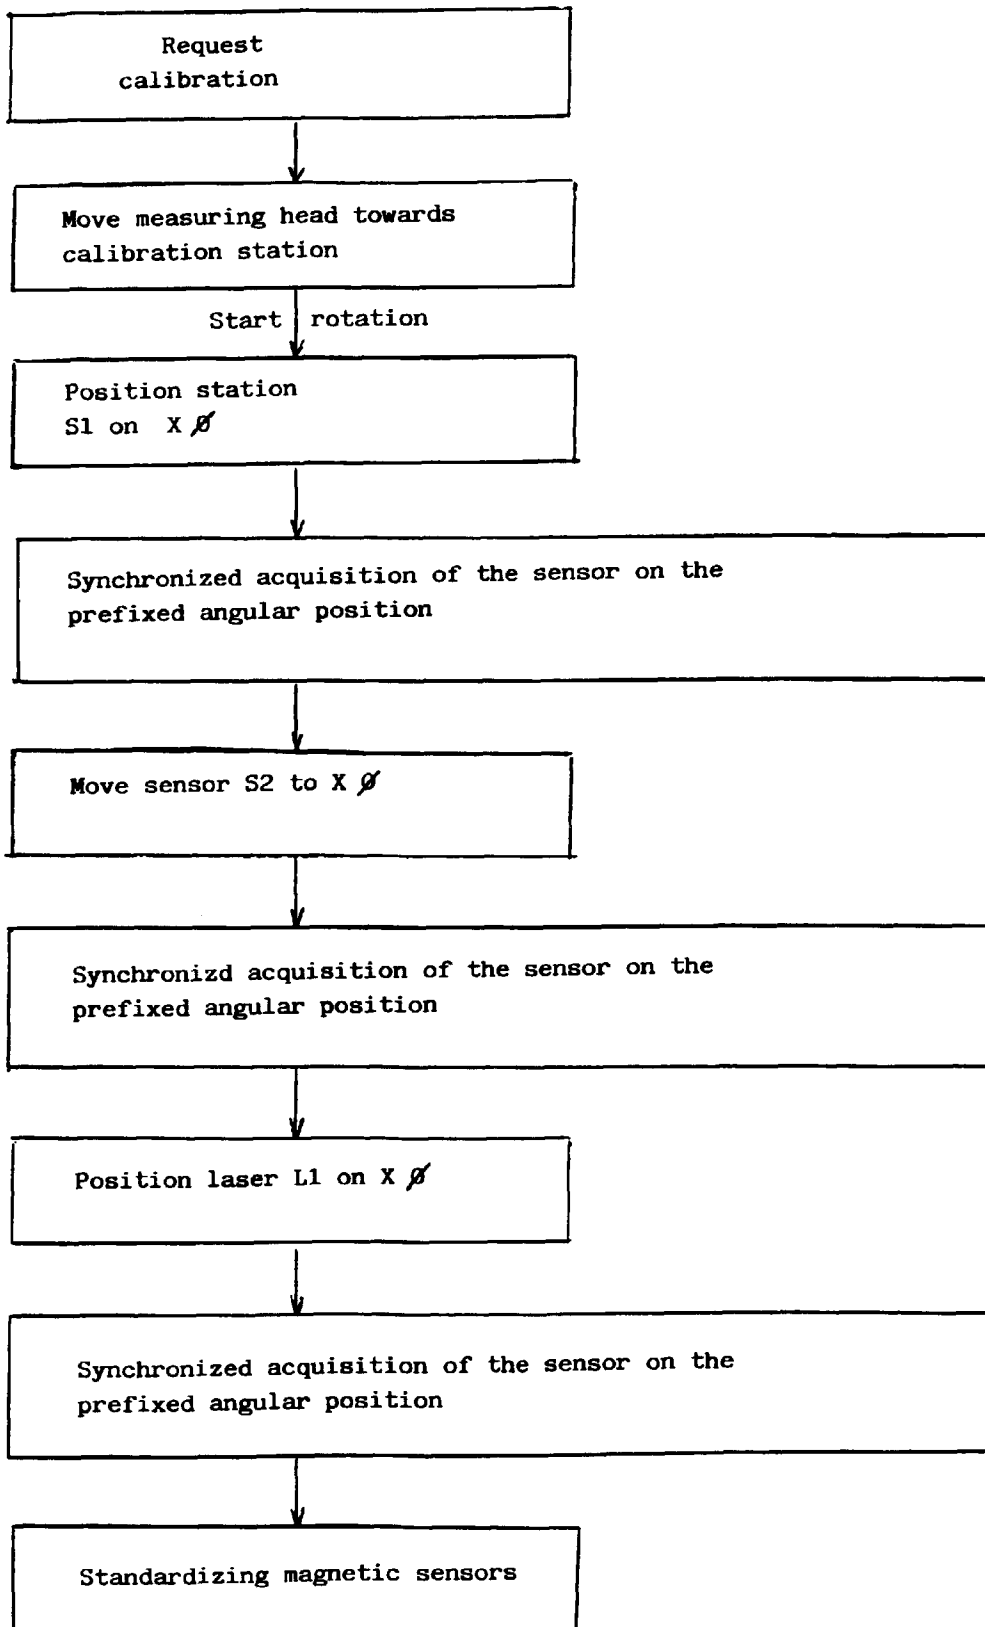 Request
calibration
Move measuring head towards
calibration station
Start rotation
Position station
S1 on X Ø
Synchronized acquisition of the sensor on the
prefixed angular position
Move sensor S2 to X Ø
Synchronizd acquisition of the sensor on the
prefixed angular position
Position laser L1 on X Ø
Synchronized acquisition of the sensor on the
prefixed angular position
Standardizing magnetic sensors